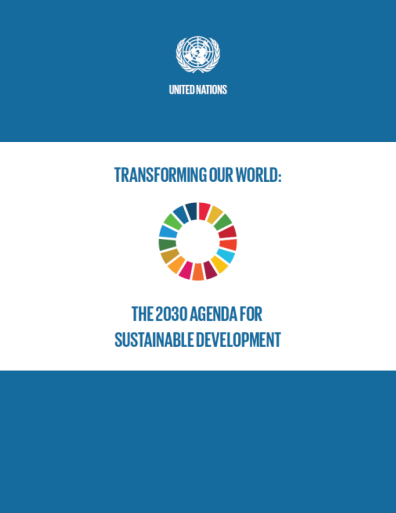 UNITED NATIONS
TRANSFORMING OUR WORLD:
THE 2030 AGENDA FOR
SUSTAINABLE DEVELOPMENT